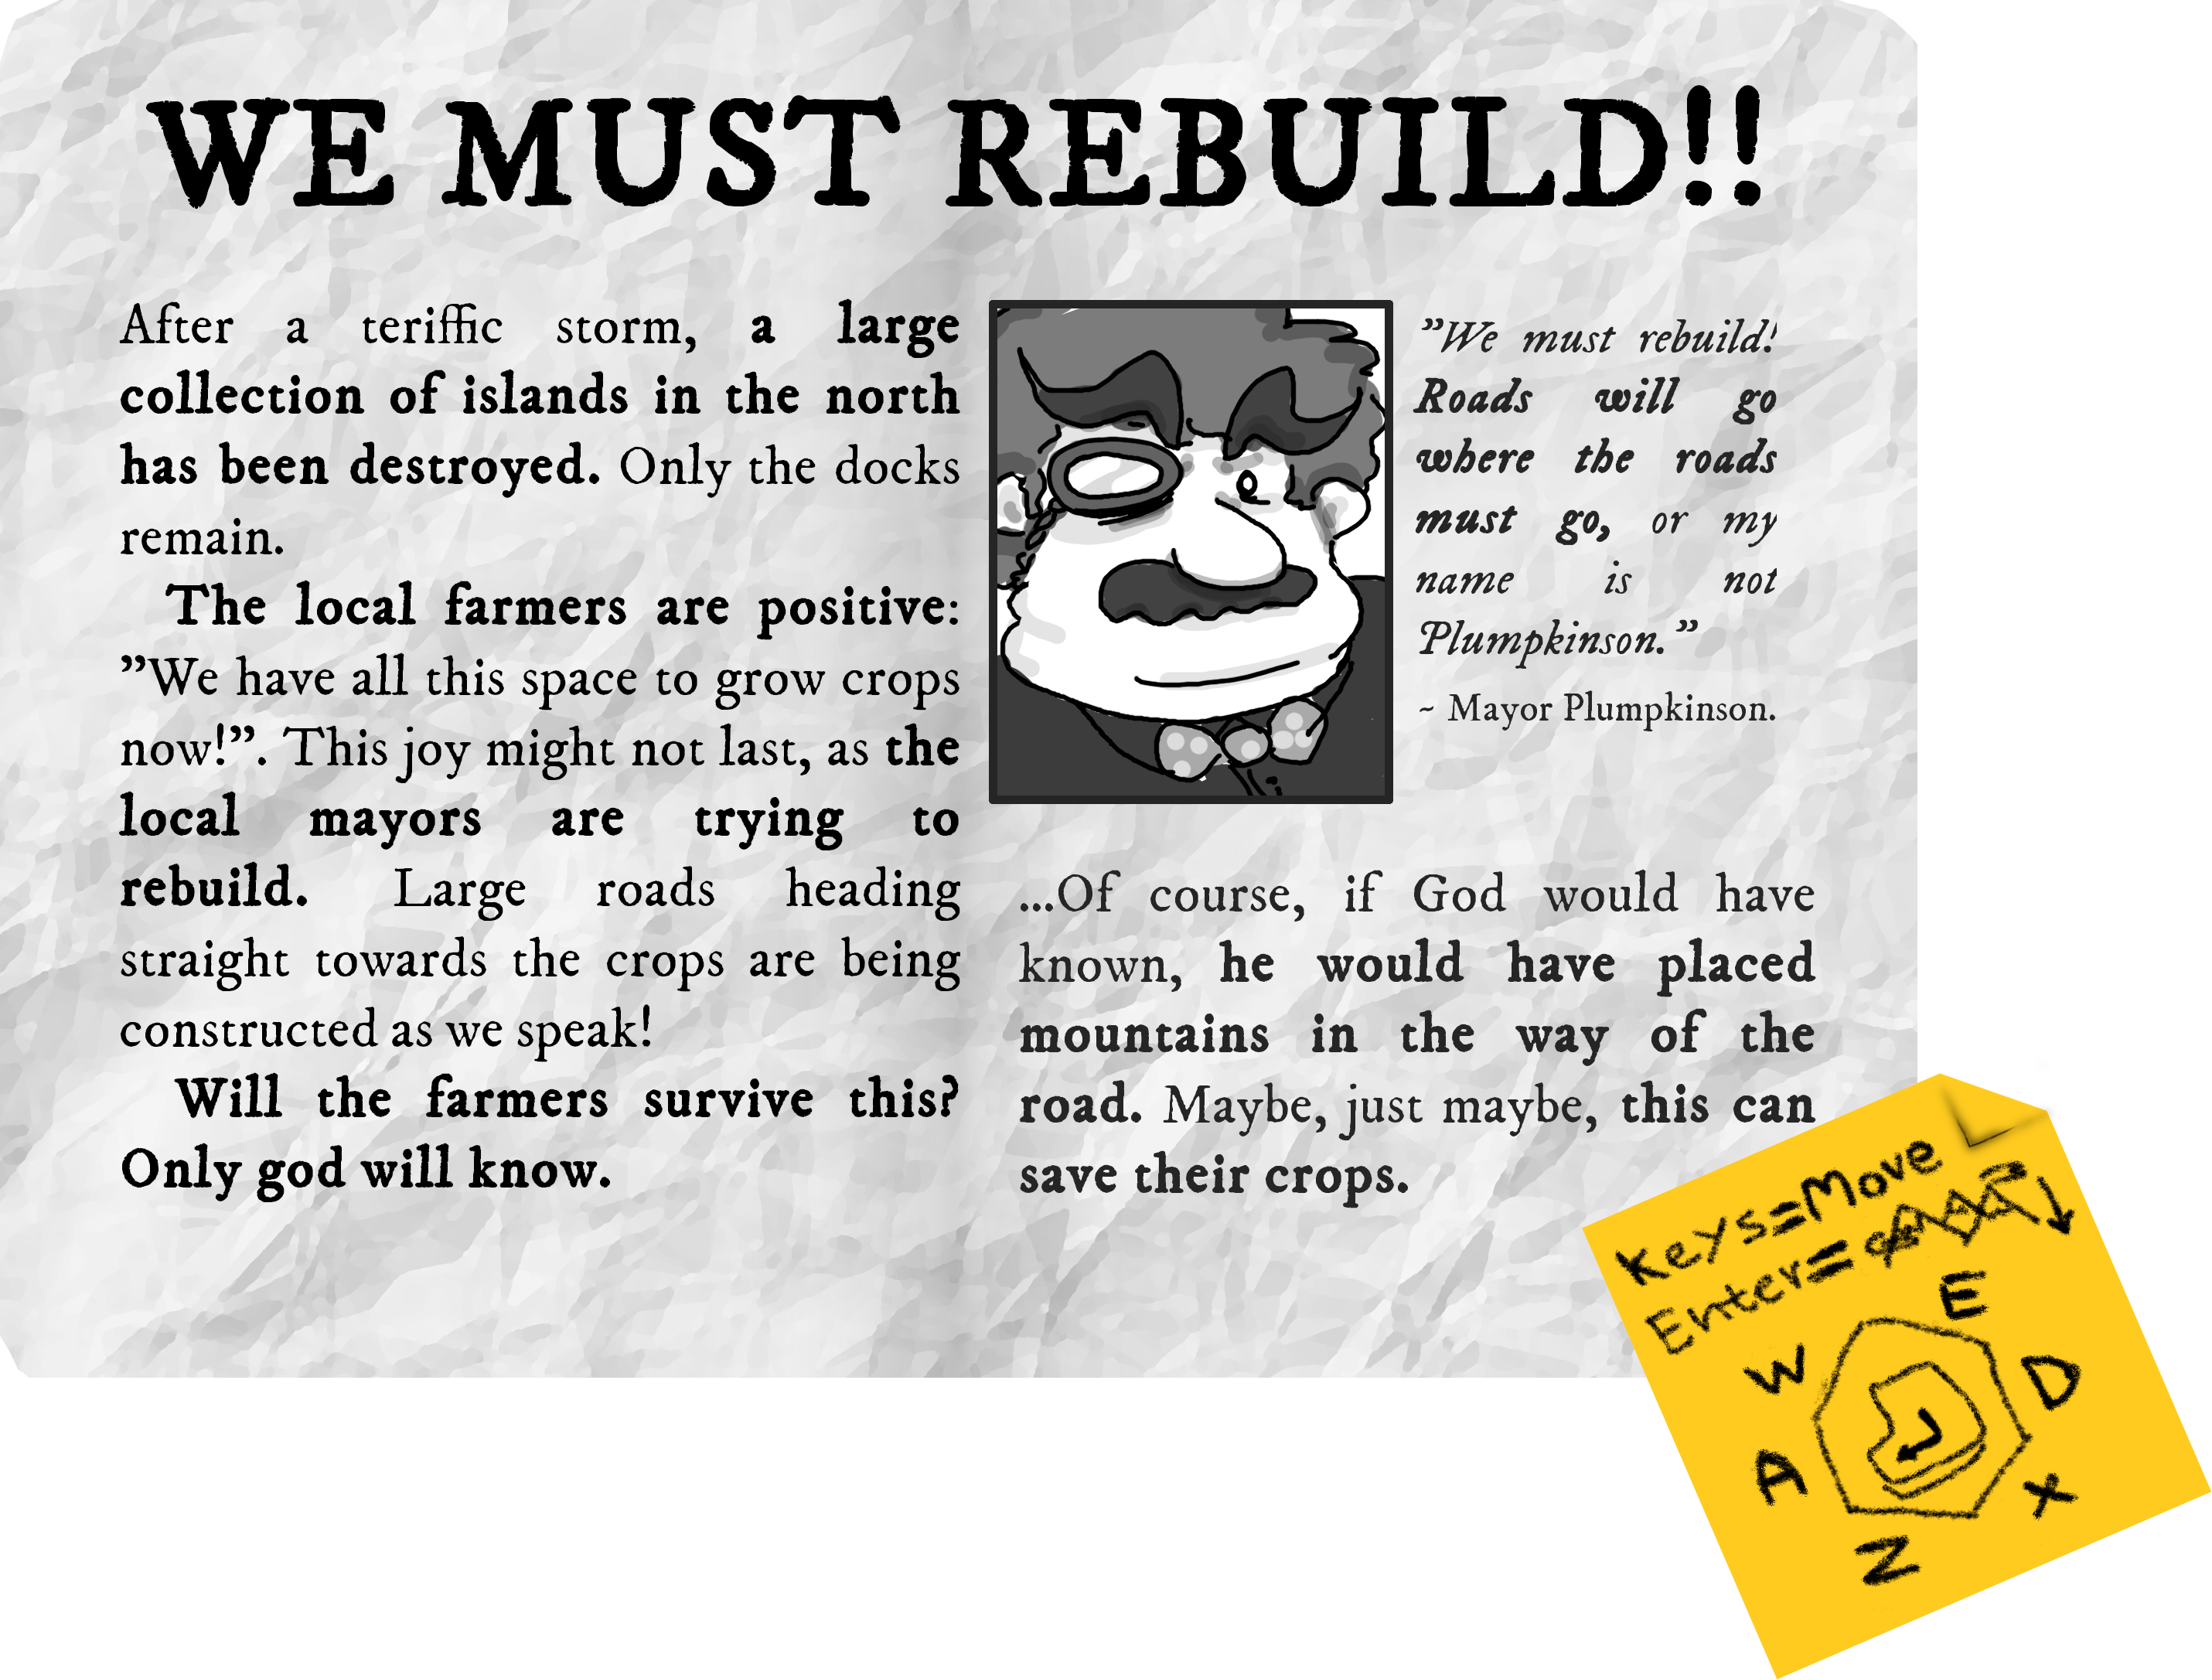 WE MUST REBUILD!!
After a teriffic storm, a large
collection of islands in the north
has been destroyed. Only the docks
remain.
The local farmers are positive:
”We have all this space to grow crops
now!”. This joy might not last, as the
local mayors are trying to
rebuild. Large roads heading
straight towards the crops are being
constructed as we speak!
Will the farmers survive this?
Only god will know.
”We must rebuild!
Roads will go
where the roads
must go, or my
name is not
Plumpkinson.”
~ Mayor Plumpkinson.
...Of course, if God would have
known, he would have placed
mountains in the way of the
road. Maybe, just maybe, this can
save their crops.
Keys=Move
Enter=
E
W
D
A
X
Z